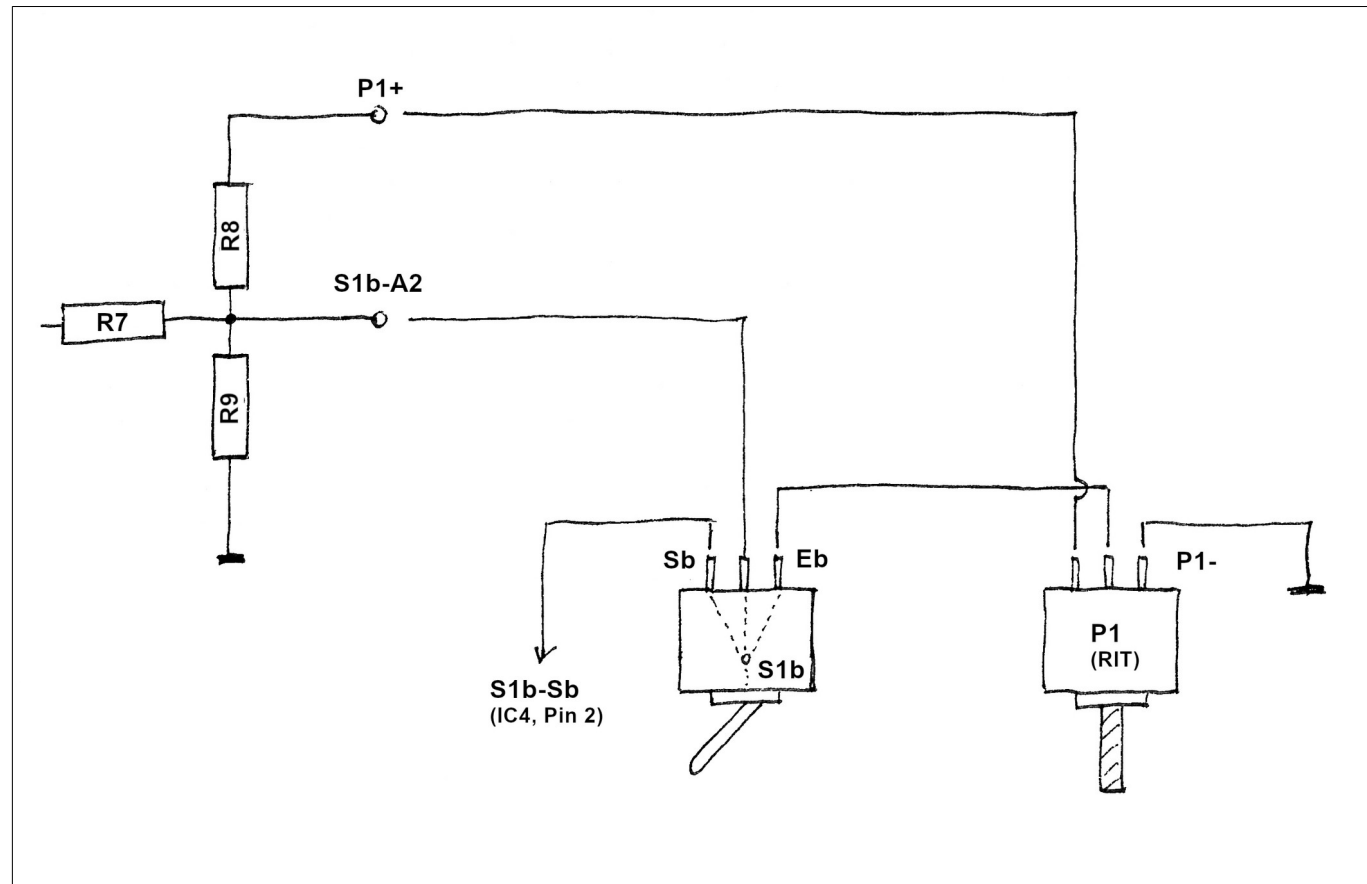 P1+
R8
S1b-A2
R7
R9
Sb
Eb
P1-
S1b
P1
(RIT)
S1b-Sb
(IC4, Pin 2)